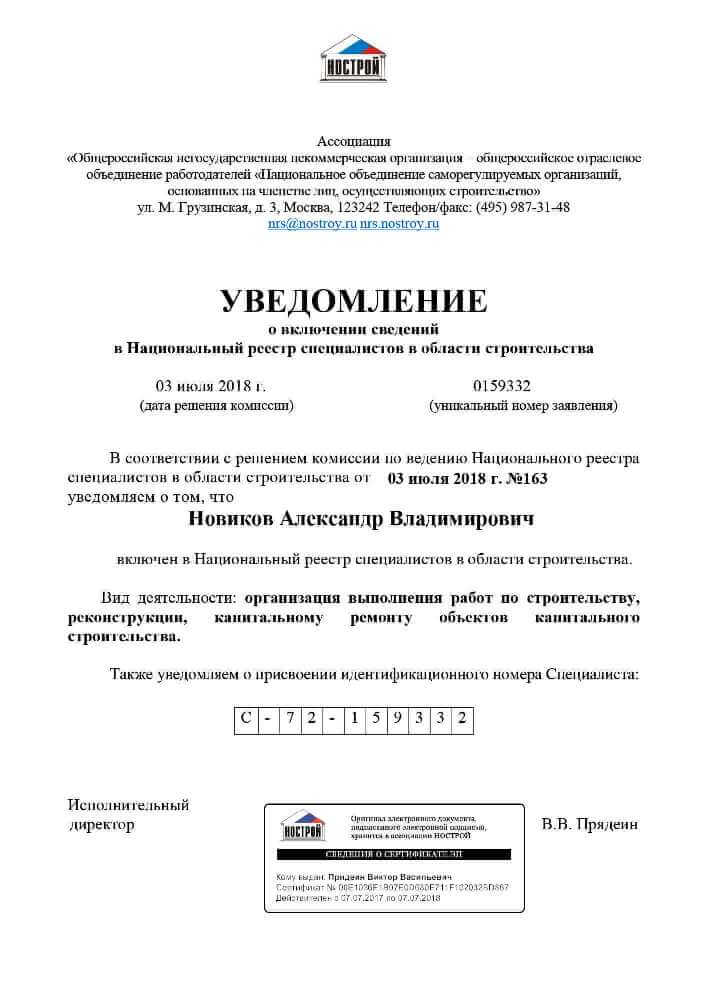 НОСТРОЙ
Ассоциация
«Общероссийская негосударственная некоммерческая организация – общероссийское отраслевое
объединение работодателей «Национальное объединение саморегулируемых организаций,
основанных на членстве лиц, осуществляющих строительство»
ул. М. Грузинская, д. 3, Москва, 123242 Телефон/факс: (495) 987-31-48
nrs@nostroy.ru nrs.nostroy.ru
УВЕДОМЛЕНИЕ
о включении сведений
в Национальный реестр специалистов в области строительства
03 июля 2018 г. 0159332
(дата решения комиссии) (уникальный номер заявления)
В соответствии с решением комиссии по ведению Национального реестра
специалистов в области строительства от 03 июля 2018 г. №163
уведомляем о том, что
Новиков Александр Владимирович
включен в Национальный реестр специалистов в области строительства.
Вид деятельности: организация выполнения работ по строительству,
реконструкции, капитальному ремонту объектов капитального
строительства.
Также уведомляем о присвоении идентификационного номера Специалиста:
С - 7 2 - 1 5 9 3 3 2
Исполнительный
директор
НОСТРОЙ
Оригинал электронного документа,
подписанного электронной подписью,
хранится в ассоциации НОСТРОЙ
СВЕДЕНИЯ О СЕРТИФИКАТЕ ЭП
Кому выдан: Прядеин Виктор Васильевич
Сертификат №
Действителен с 07.07.2017 по 07.07.2018
В.В. Прядеин